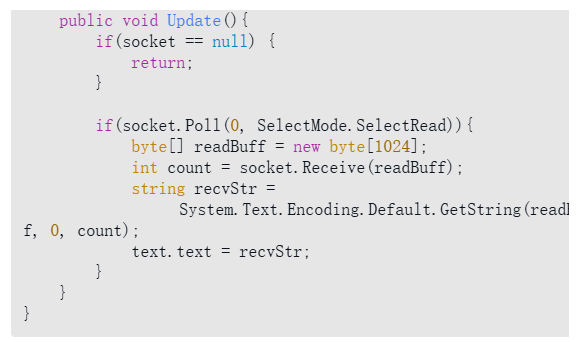 public void Update(){
if(socket == null) {
return;
}
if(socket.Poll(0, SelectMode.SelectRead)){
byte[] readBuff = new byte[1024];
int count = socket.Receive(readBuff);
string recvStr =
System.Text.Encoding.Default.GetString(read
f, 0, count);
text.text = recvStr;
}
}
}